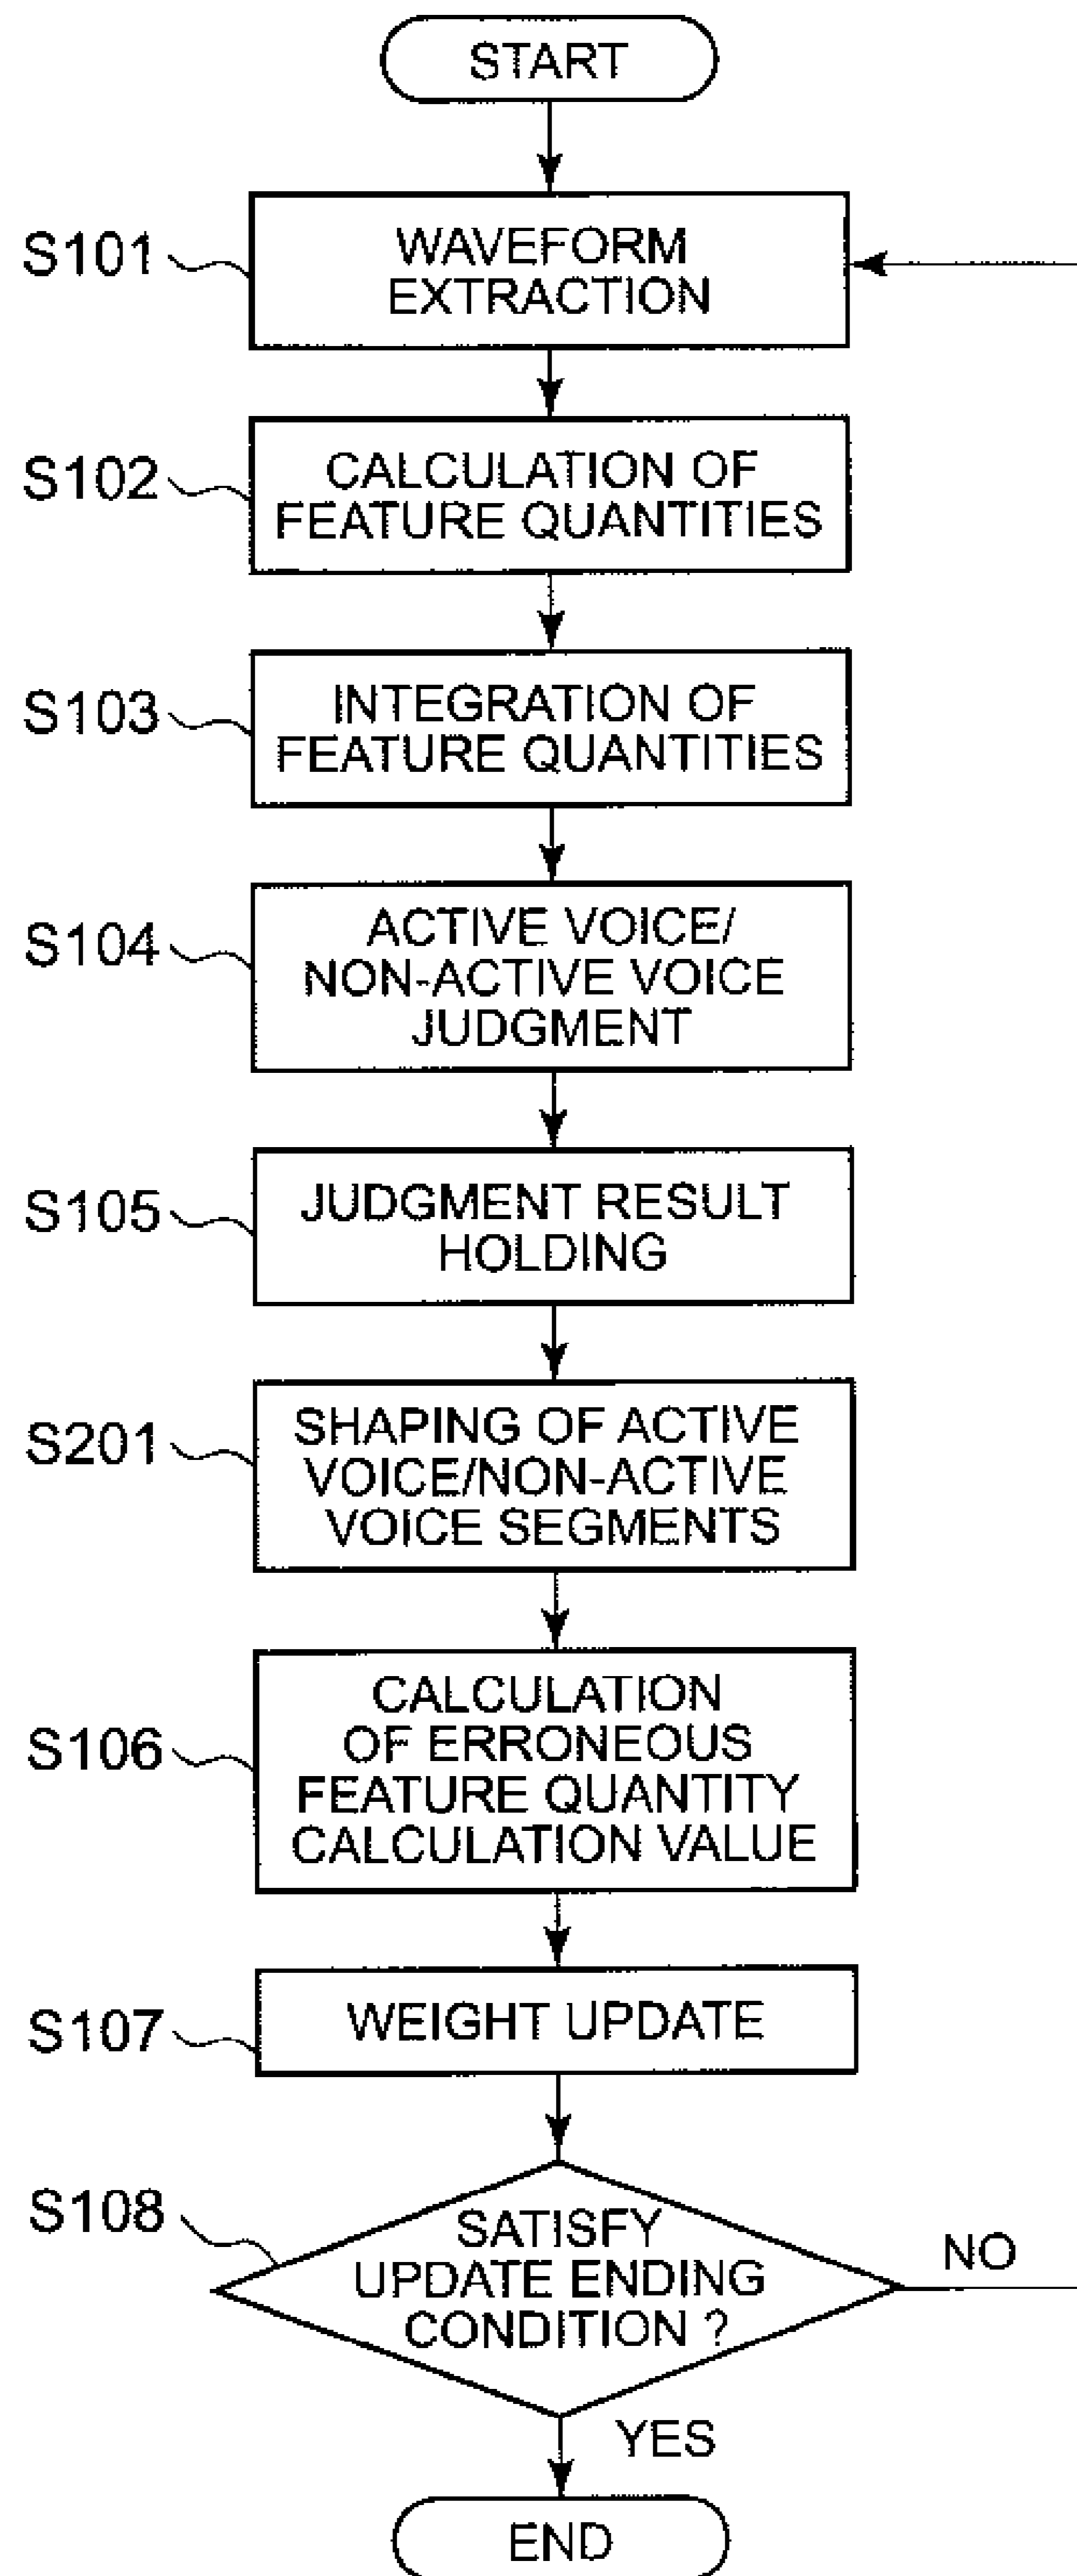 START
S101
WAVEFORM
EXTRACTION
S102
CALCULATION OF
FEATURE QUANTITIES
S103
INTEGRATION OF
FEATURE QUANTITIES
S104
ACTIVE VOICE/
NON-ACTIVE VOICE
JUDGMENT
S105
JUDGMENT RESULT
HOLDING
S201
SHAPING OF ACTIVE
VOICE/NON-ACTIVE
VOICE SEGMENTS
S106
CALCULATION
OF ERRONEOUS
FEATURE QUANTITY
CALCULATION VALUE
S107
WEIGHT UPDATE
S108
SATISFY
UPDATE ENDING
CONDITION ?
NO
YES
END